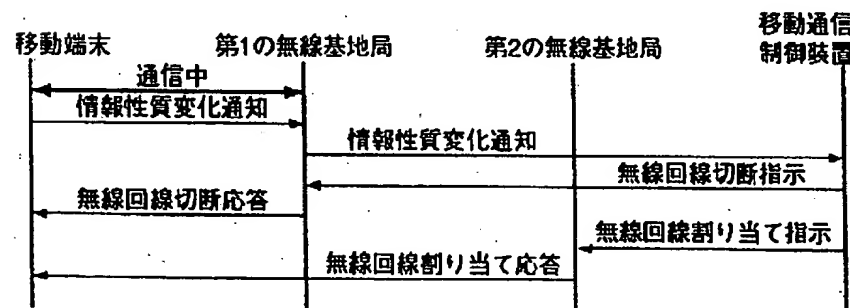 移動端末
第1の無線基地局
第2の無線基地局
移動通信
制御装置
通信中
情報性質変化通知
情報性質変化通知
無線回線切断指示
無線回線切断応答
無線回線割り当て指示
無線回線割り当て応答